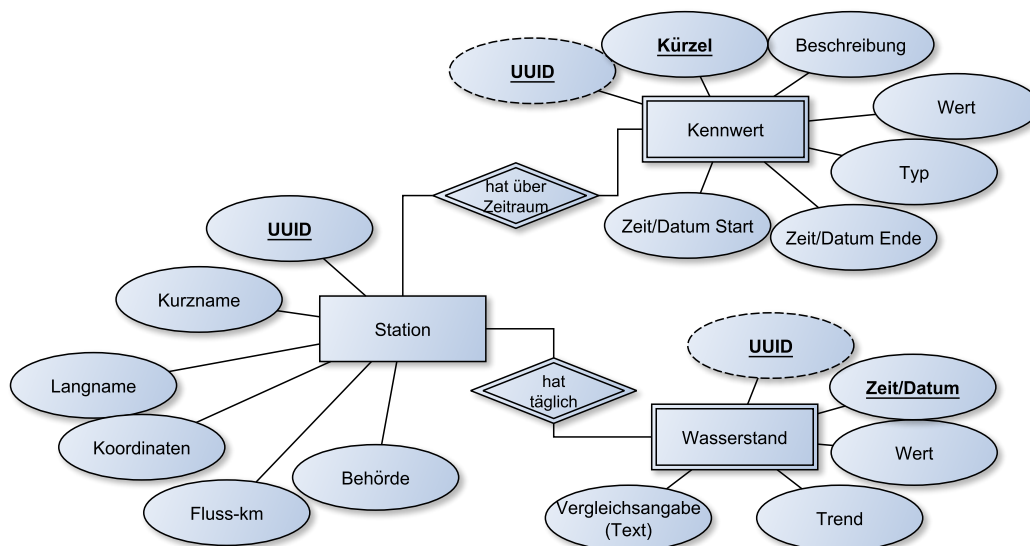 Kürzel
Beschreibung
UUID
Wert
Kennwert
Typ
hat über
Zeitraum
Zeit/Datum Start
Zeit/Datum Ende
UUID
Kurzname
Station
Langname
Koordinaten
Fluss-km
Behörde
hat
täglich
UUID
Zeit/Datum
Wasserstand
Wert
Vergleichsangabe
(Text)
Trend